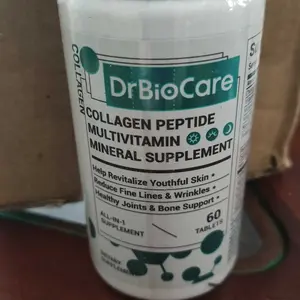 COLLAGEN
DrBioCare
COLLAGEN PEPTIDE
MULTIVITAMIN
MINERAL SUPPLEMENT
Help Revitalize Youthful Skin +
Reduce Fine Lines & Wrinkles +
Healthy Joints & Bone Support +
ALL-IN-1
SUPPLEMENT
60
TABLETS
DIETARY